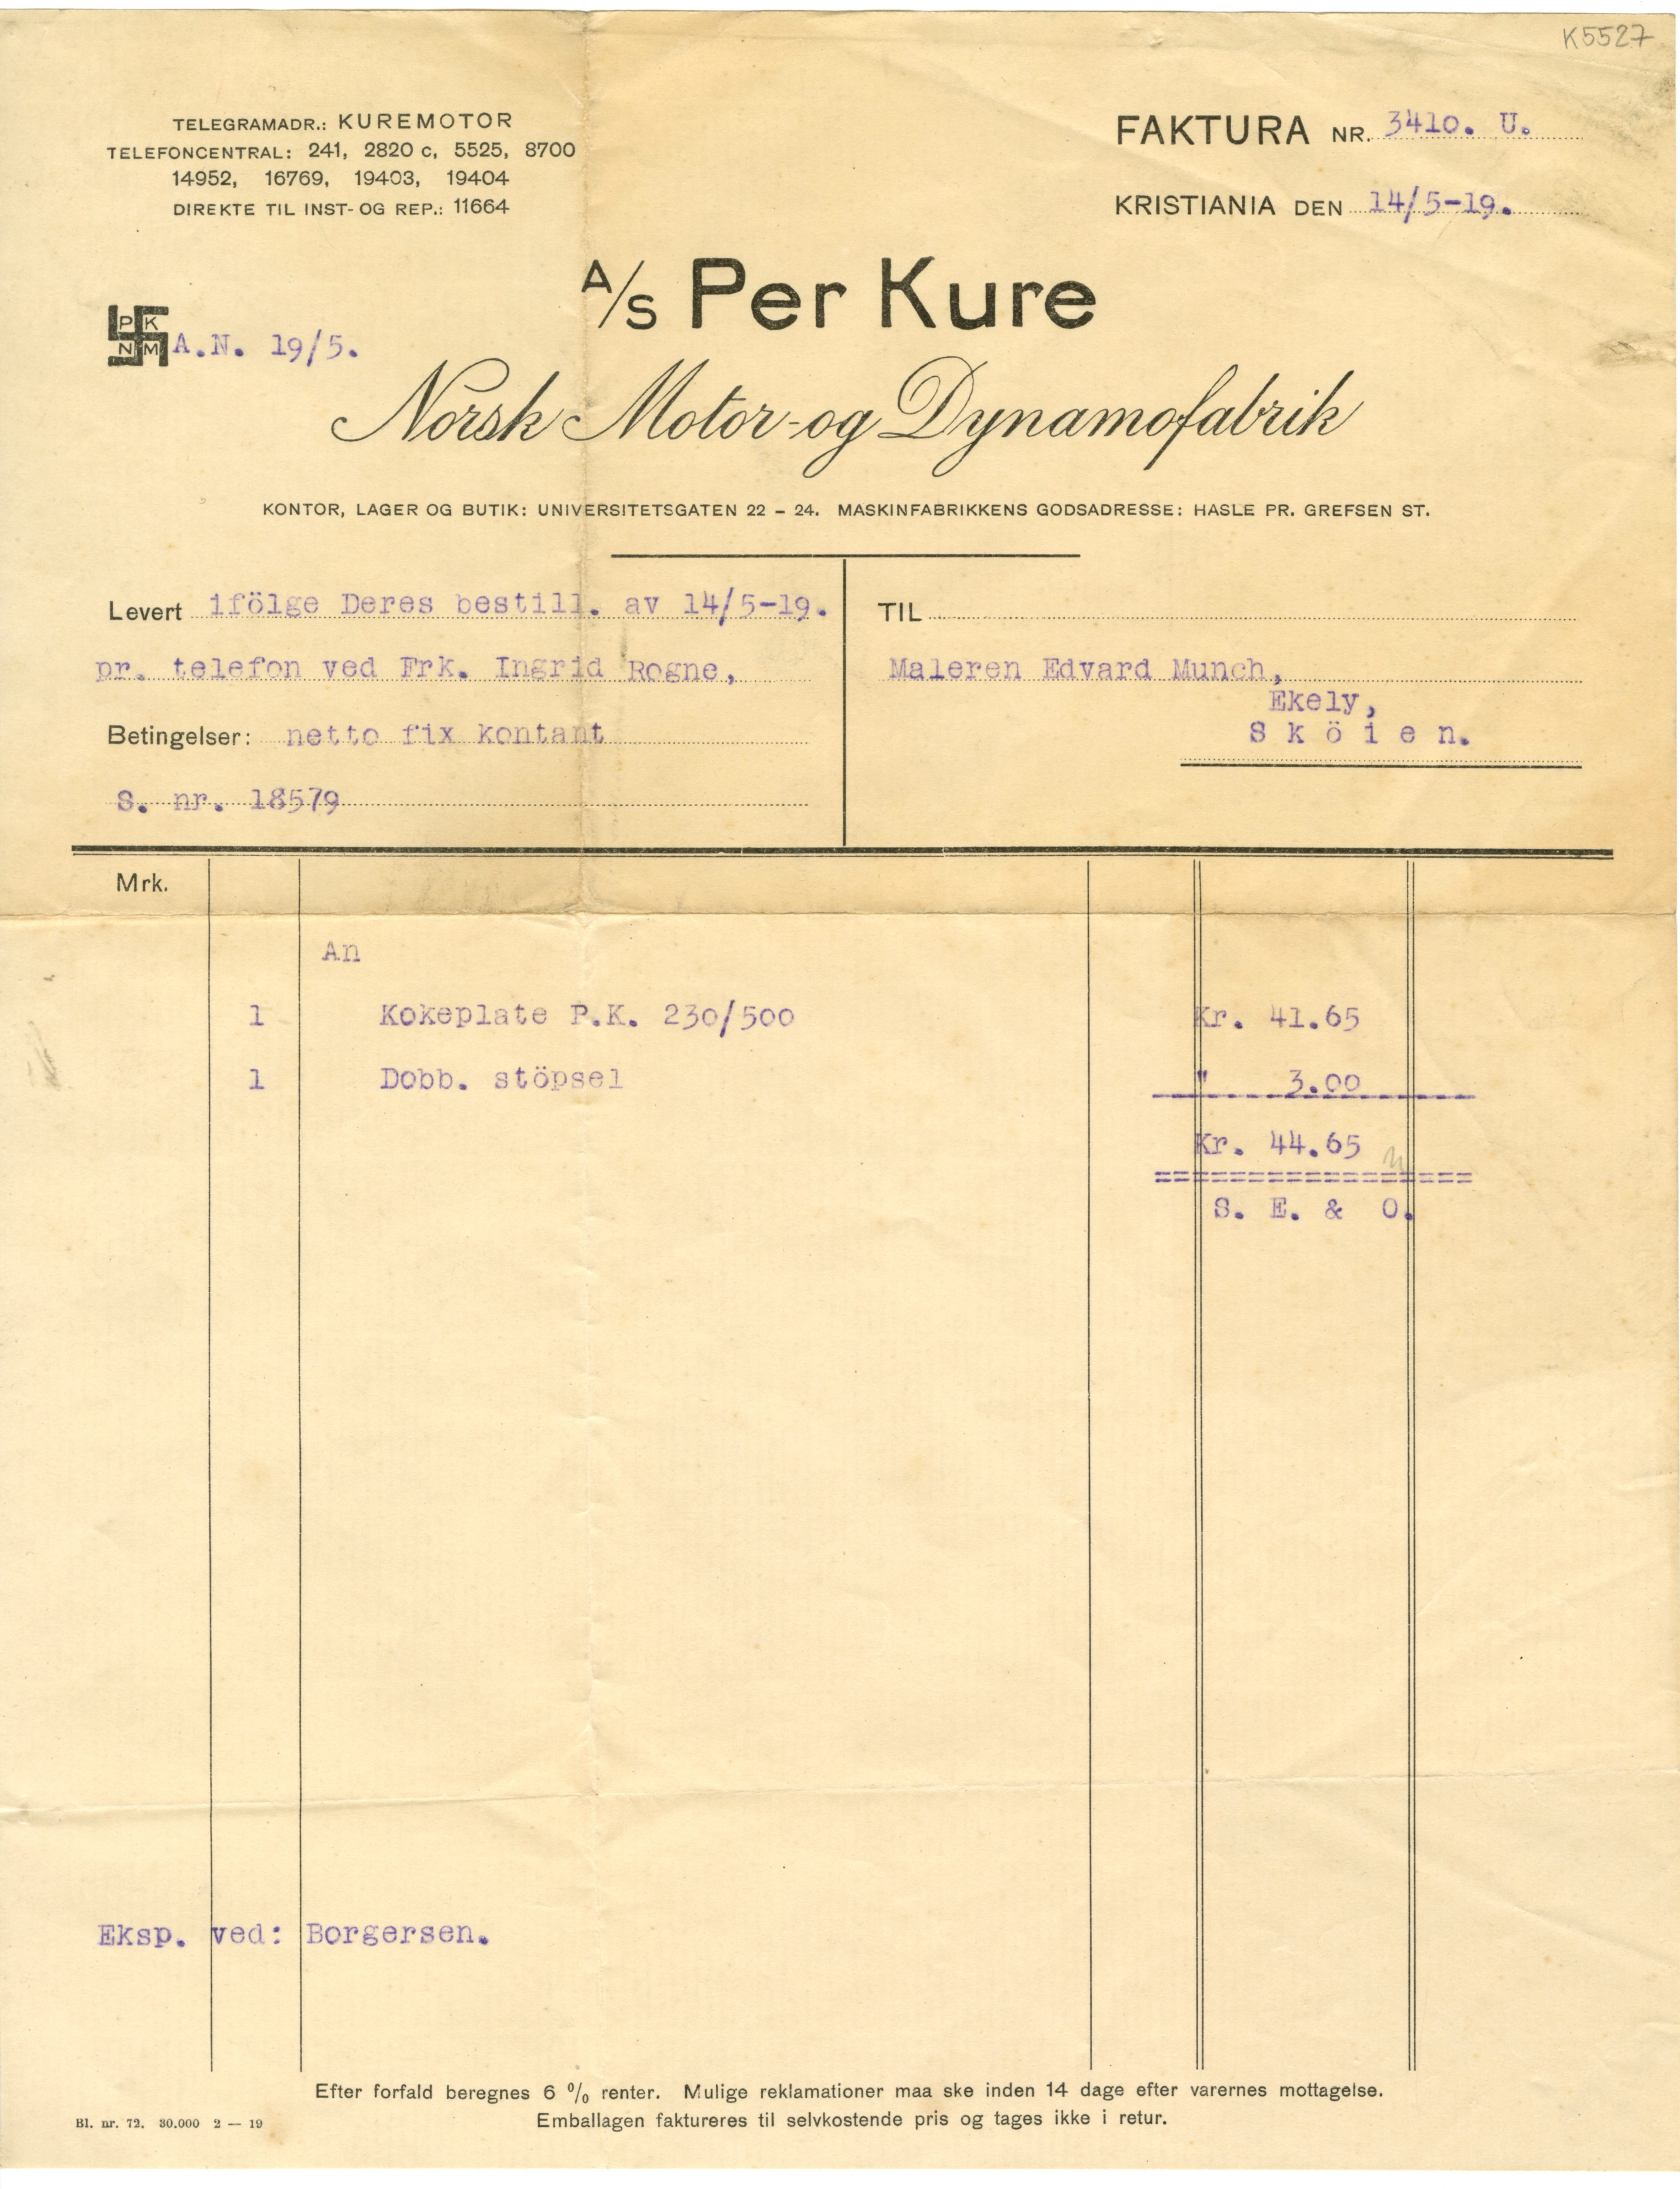 K5527
TELEGRAMADR.: KUREMOTOR
TELEFONCENTRAL: 241, 2820 c, 5525, 8700
14952, 16769, 19403, 19404
DIREKTE TIL INST- OG REP.: 11664
FAKTURA NR. 3410. U.
KRISTIANIA DEN 14/5-19.
A/S Per Kure
P K
N M
A.N. 19/5.
Norsk Motor- og Dynamofabrik
KONTOR, LAGER OG BUTIK: UNIVERSITETSGATEN 22 – 24. MASKINFABRIKKENS GODSADRESSE: HASLE PR. GREFSEN ST.
Levert ifölge Deres bestill. av 14/5-19.
pr. telefon ved Frk. Ingrid Rogne,
Betingelser: netto fix kontant
S. nr. 18579
TIL
Maleren Edvard Munch,
Ekely,
S k ö i e n.
Mrk.
An
1 Kokeplate P.K. 230/500 Kr. 41.65
1 Dobb. stöpsel " 3.00
Kr. 44.65
S. E. & O.
Eksp. ved: Borgersen.
Efter forfald beregnes 6 % renter. Mulige reklamationer maa ske inden 14 dage efter varernes mottagelse.
Emballagen faktureres til selvkostende pris og tages ikke i retur.
Bl. nr. 72. 30.000 2 — 19